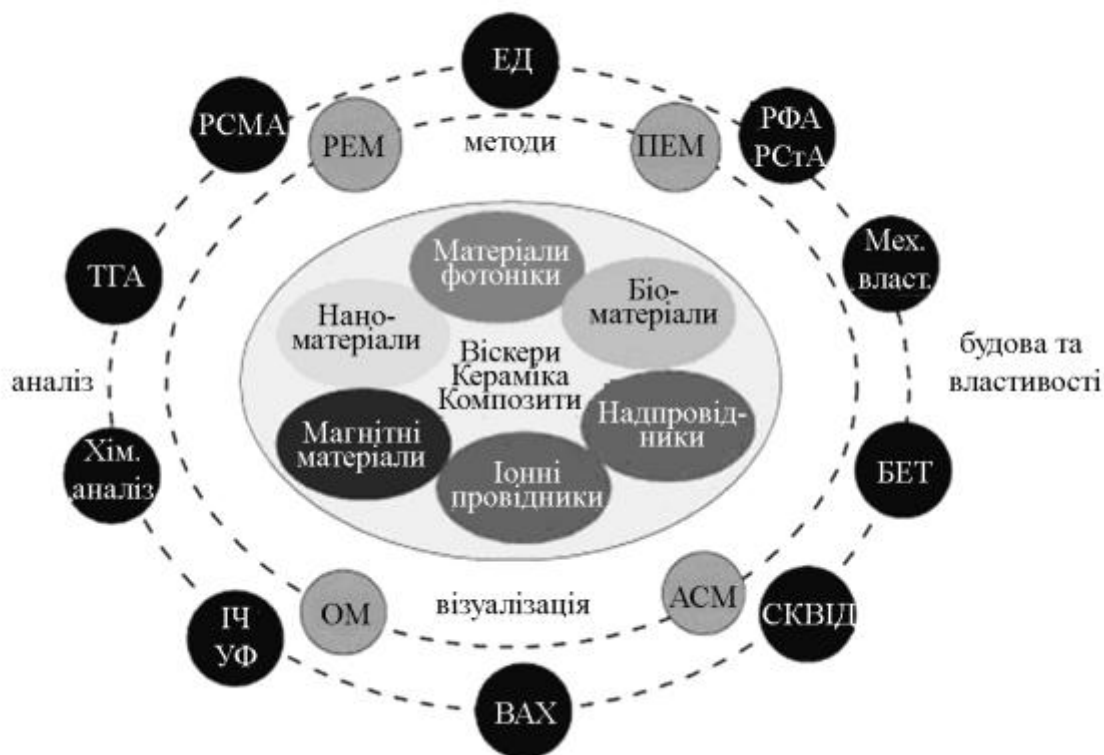 ЕД
РСМА
РЕМ
методи
ПЕМ
РФА
РСтА
ТГА
Матеріали
фотоніки
Мех.
власт.
Нано-
матеріали
Біо-
матеріали
аналіз
Віскери
Кераміка
Композити
будова та
властивості
Магнітні
матеріали
Надпровід-
ники
Хім.
аналіз
Іонні
провідники
БЕТ
ІЧ
УФ
ОМ
візуалізація
АСМ
СКВІД
ВАХ